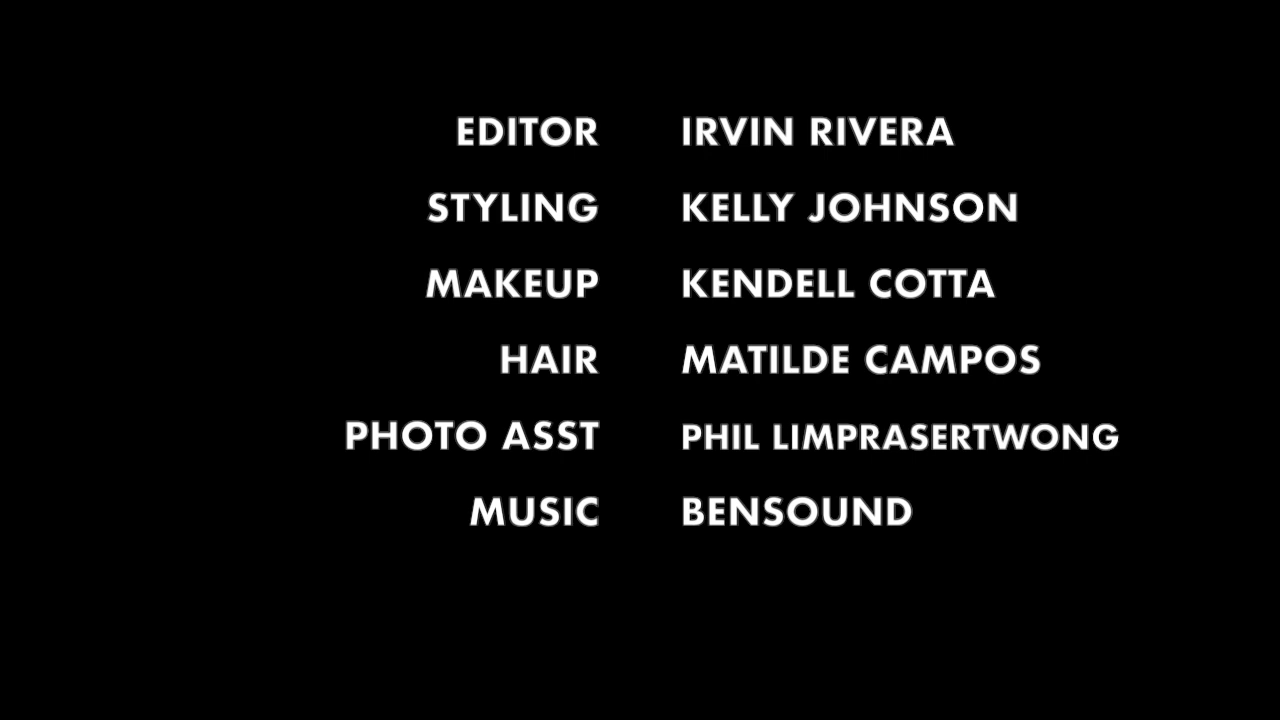 EDITOR IRVIN RIVERA
STYLING KELLY JOHNSON
MAKEUP KENDELL COTTA
HAIR MATILDE CAMPOS
PHOTO ASST PHIL LIMPRASERTWONG
MUSIC BENSOUND